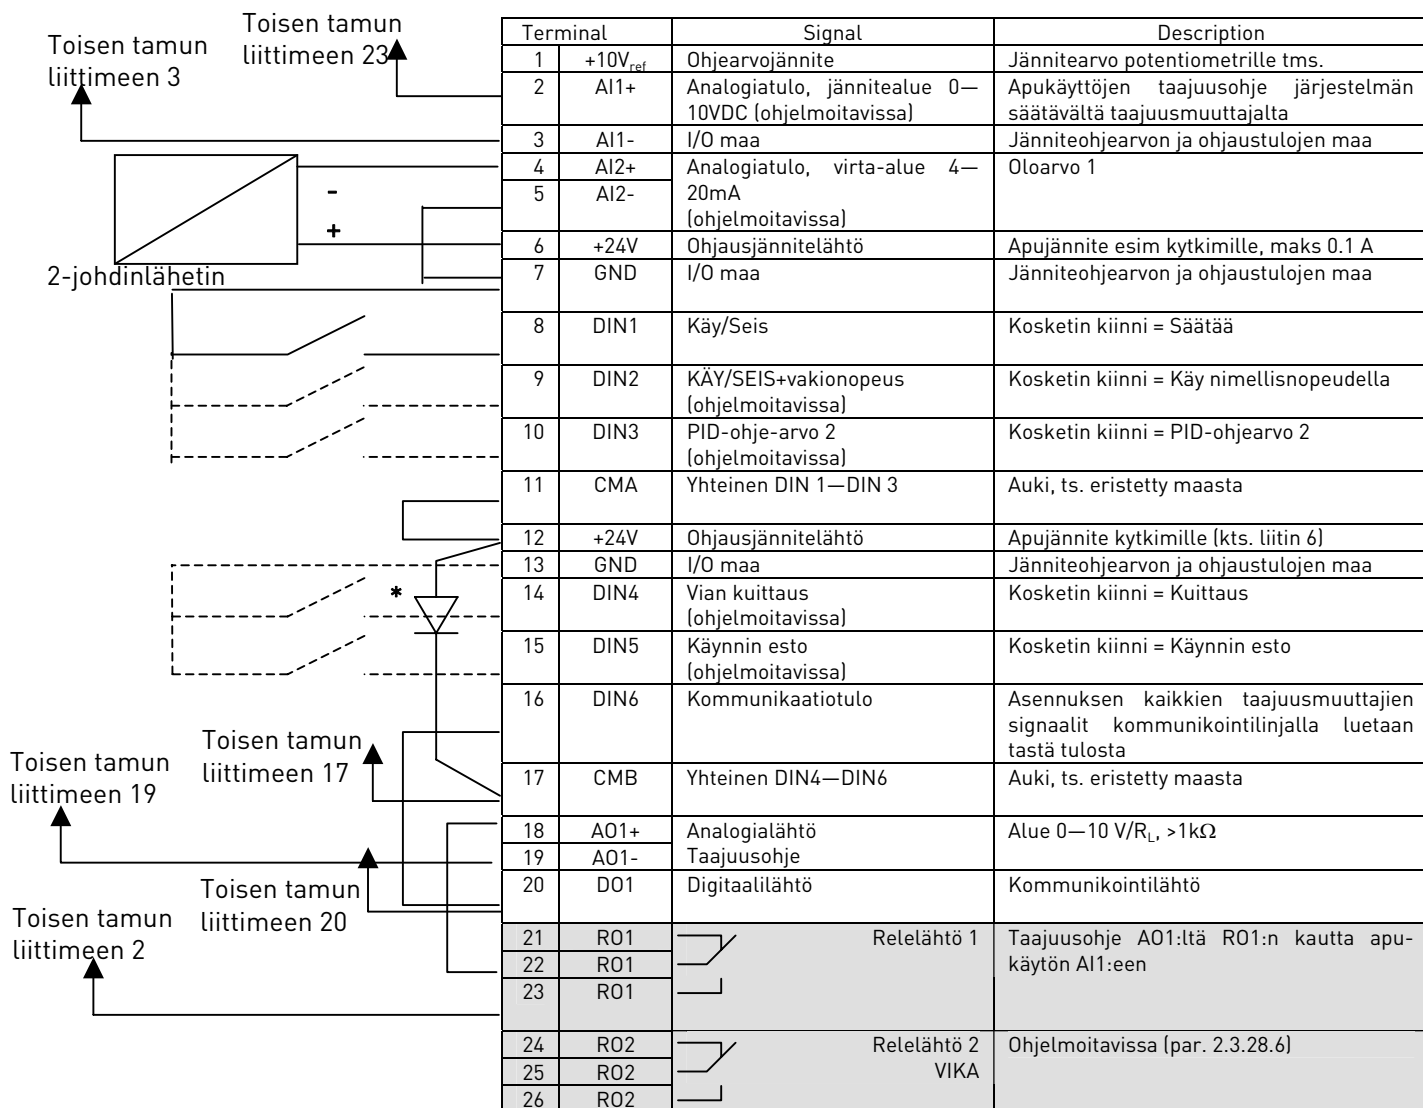 Toisen tamun
liittimeen 23
Toisen tamun
liittimeen 3
-
+
2-johdinlähetin
*
Toisen tamun
liittimeen 17
Toisen tamun
liittimeen 19
Toisen tamun
liittimeen 20
Toisen tamun
liittimeen 2
Terminal Signal Description
1 +10Vref Ohjearvojännite Jännitearvo potentiometrille tms.
2 AI1+ Analogiatulo, jännitealue 0— Apukäyttöjen taajuusohje järjestelmän
10VDC (ohjelmoitavissa) säätävältä taajuusmuuttajalta
3 AI1- I/O maa Jänniteohjearvon ja ohjaustulojen maa
4 AI2+ Analogiatulo, virta-alue 4— Oloarvo 1
5 AI2- 20mA
(ohjelmoitavissa)
6 +24V Ohjausjännitelähtö Apujännite esim kytkimille, maks 0.1 A
7 GND I/O maa Jänniteohjearvon ja ohjaustulojen maa
8 DIN1 Käy/Seis Kosketin kiinni = Säätää
9 DIN2 KÄY/SEIS+vakionopeus Kosketin kiinni = Käy nimellisnopeudella
(ohjelmoitavissa)
10 DIN3 PID-ohje-arvo 2 Kosketin kiinni = PID-ohjearvo 2
(ohjelmoitavissa)
11 CMA Yhteinen DIN 1—DIN 3 Auki, ts. eristetty maasta
12 +24V Ohjausjännitelähtö Apujännite kytkimille (kts. liitin 6)
13 GND I/O maa Jänniteohjearvon ja ohjaustulojen maa
14 DIN4 Vian kuittaus Kosketin kiinni = Kuittaus
(ohjelmoitavissa)
15 DIN5 Käynnin esto Kosketin kiinni = Käynnin esto
(ohjelmoitavissa)
16 DIN6 Kommunikaatiotulo Asennuksen kaikkien taajuusmuuttajien
signaalit kommunikointilinjalla luetaan
tastä tulosta
17 CMB Yhteinen DIN4—DIN6 Auki, ts. eristetty maasta
18 AO1+ Analogialähtö Alue 0—10 V/RL, >1kΩ
19 AO1- Taajuusohje
20 DO1 Digitaalilähtö Kommunikointilähtö
21 RO1 Relelähtö 1 Taajuusohje AO1:ltä RO1:n kautta apu-
22 RO1 käytön AI1:een
23 RO1
24 RO2 Relelähtö 2 Ohjelmoitavissa (par. 2.3.28.6)
25 RO2 VIKA
26 RO2